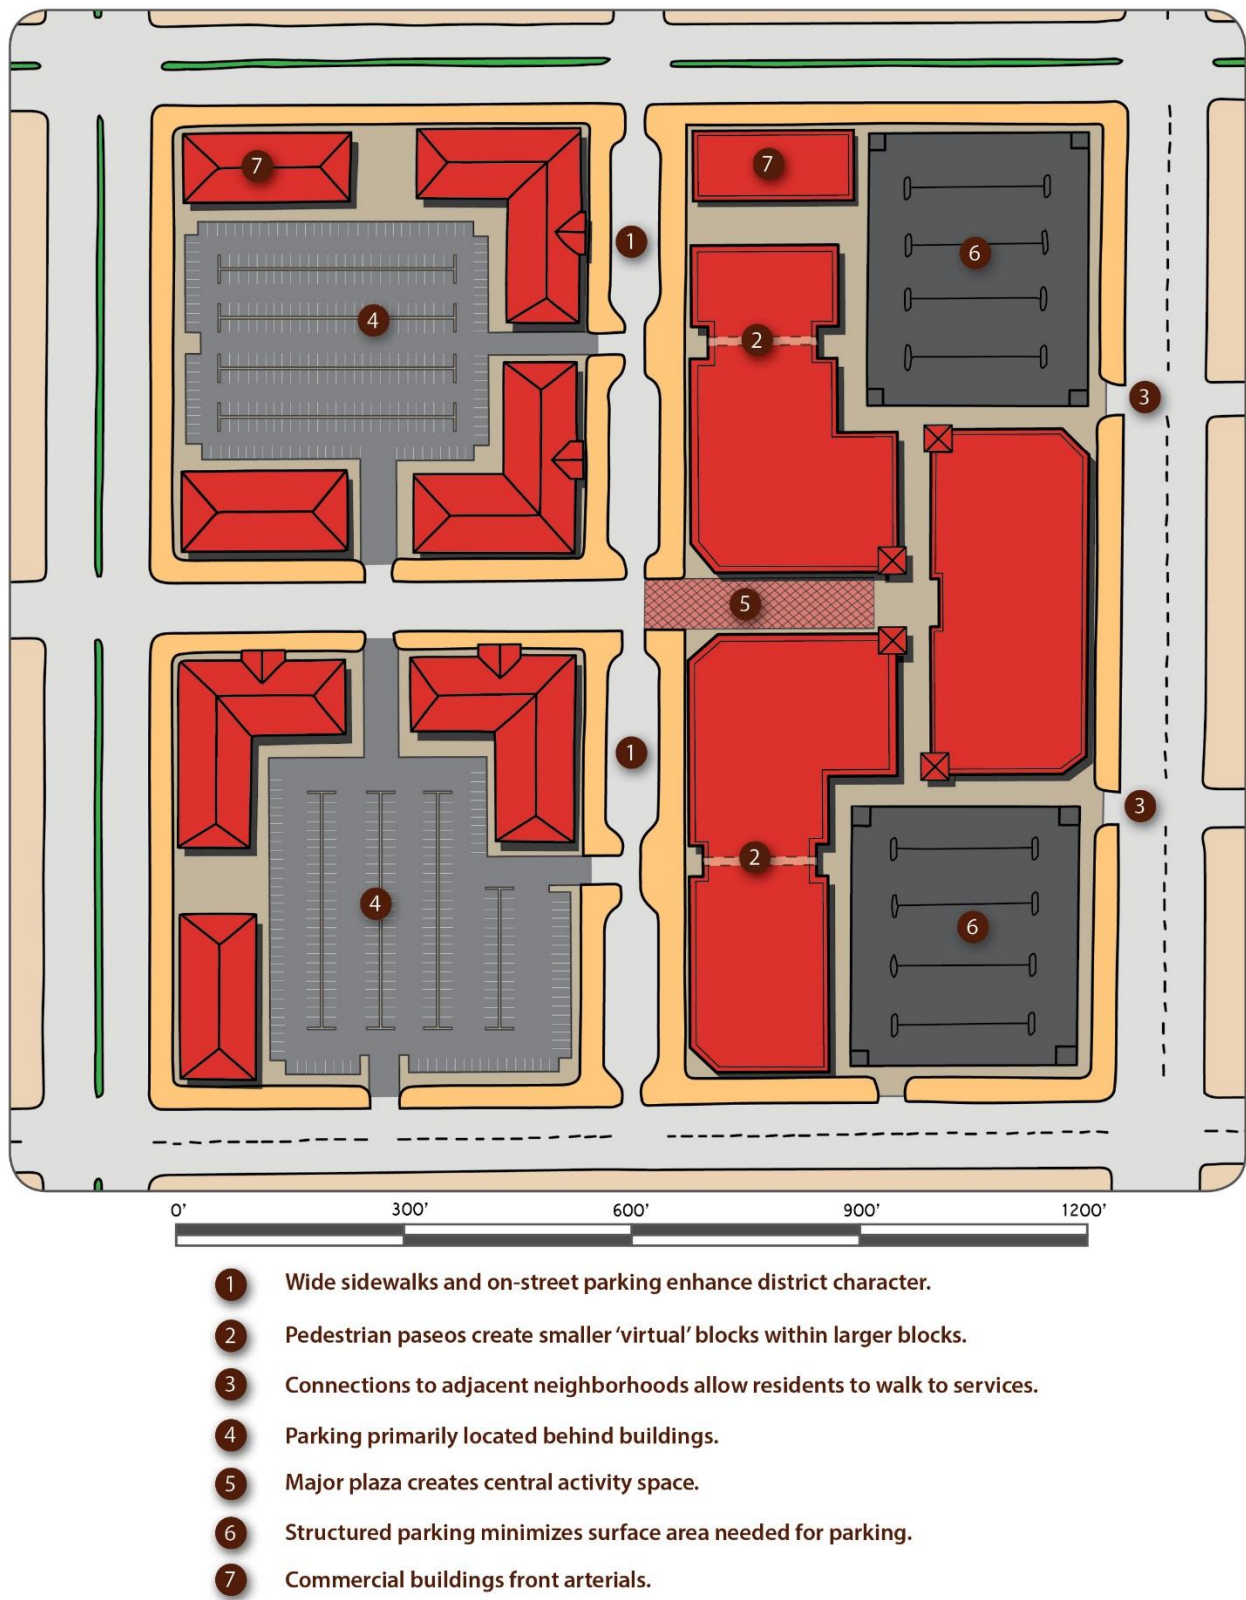 7
7
1
6
4
2
3
5
1
3
2
4
6
0' 300' 600' 900' 1200'
1 Wide sidewalks and on-street parking enhance district character.
2 Pedestrian paseos create smaller ‘virtual’ blocks within larger blocks.
3 Connections to adjacent neighborhoods allow residents to walk to services.
4 Parking primarily located behind buildings.
5 Major plaza creates central activity space.
6 Structured parking minimizes surface area needed for parking.
7 Commercial buildings front arterials.